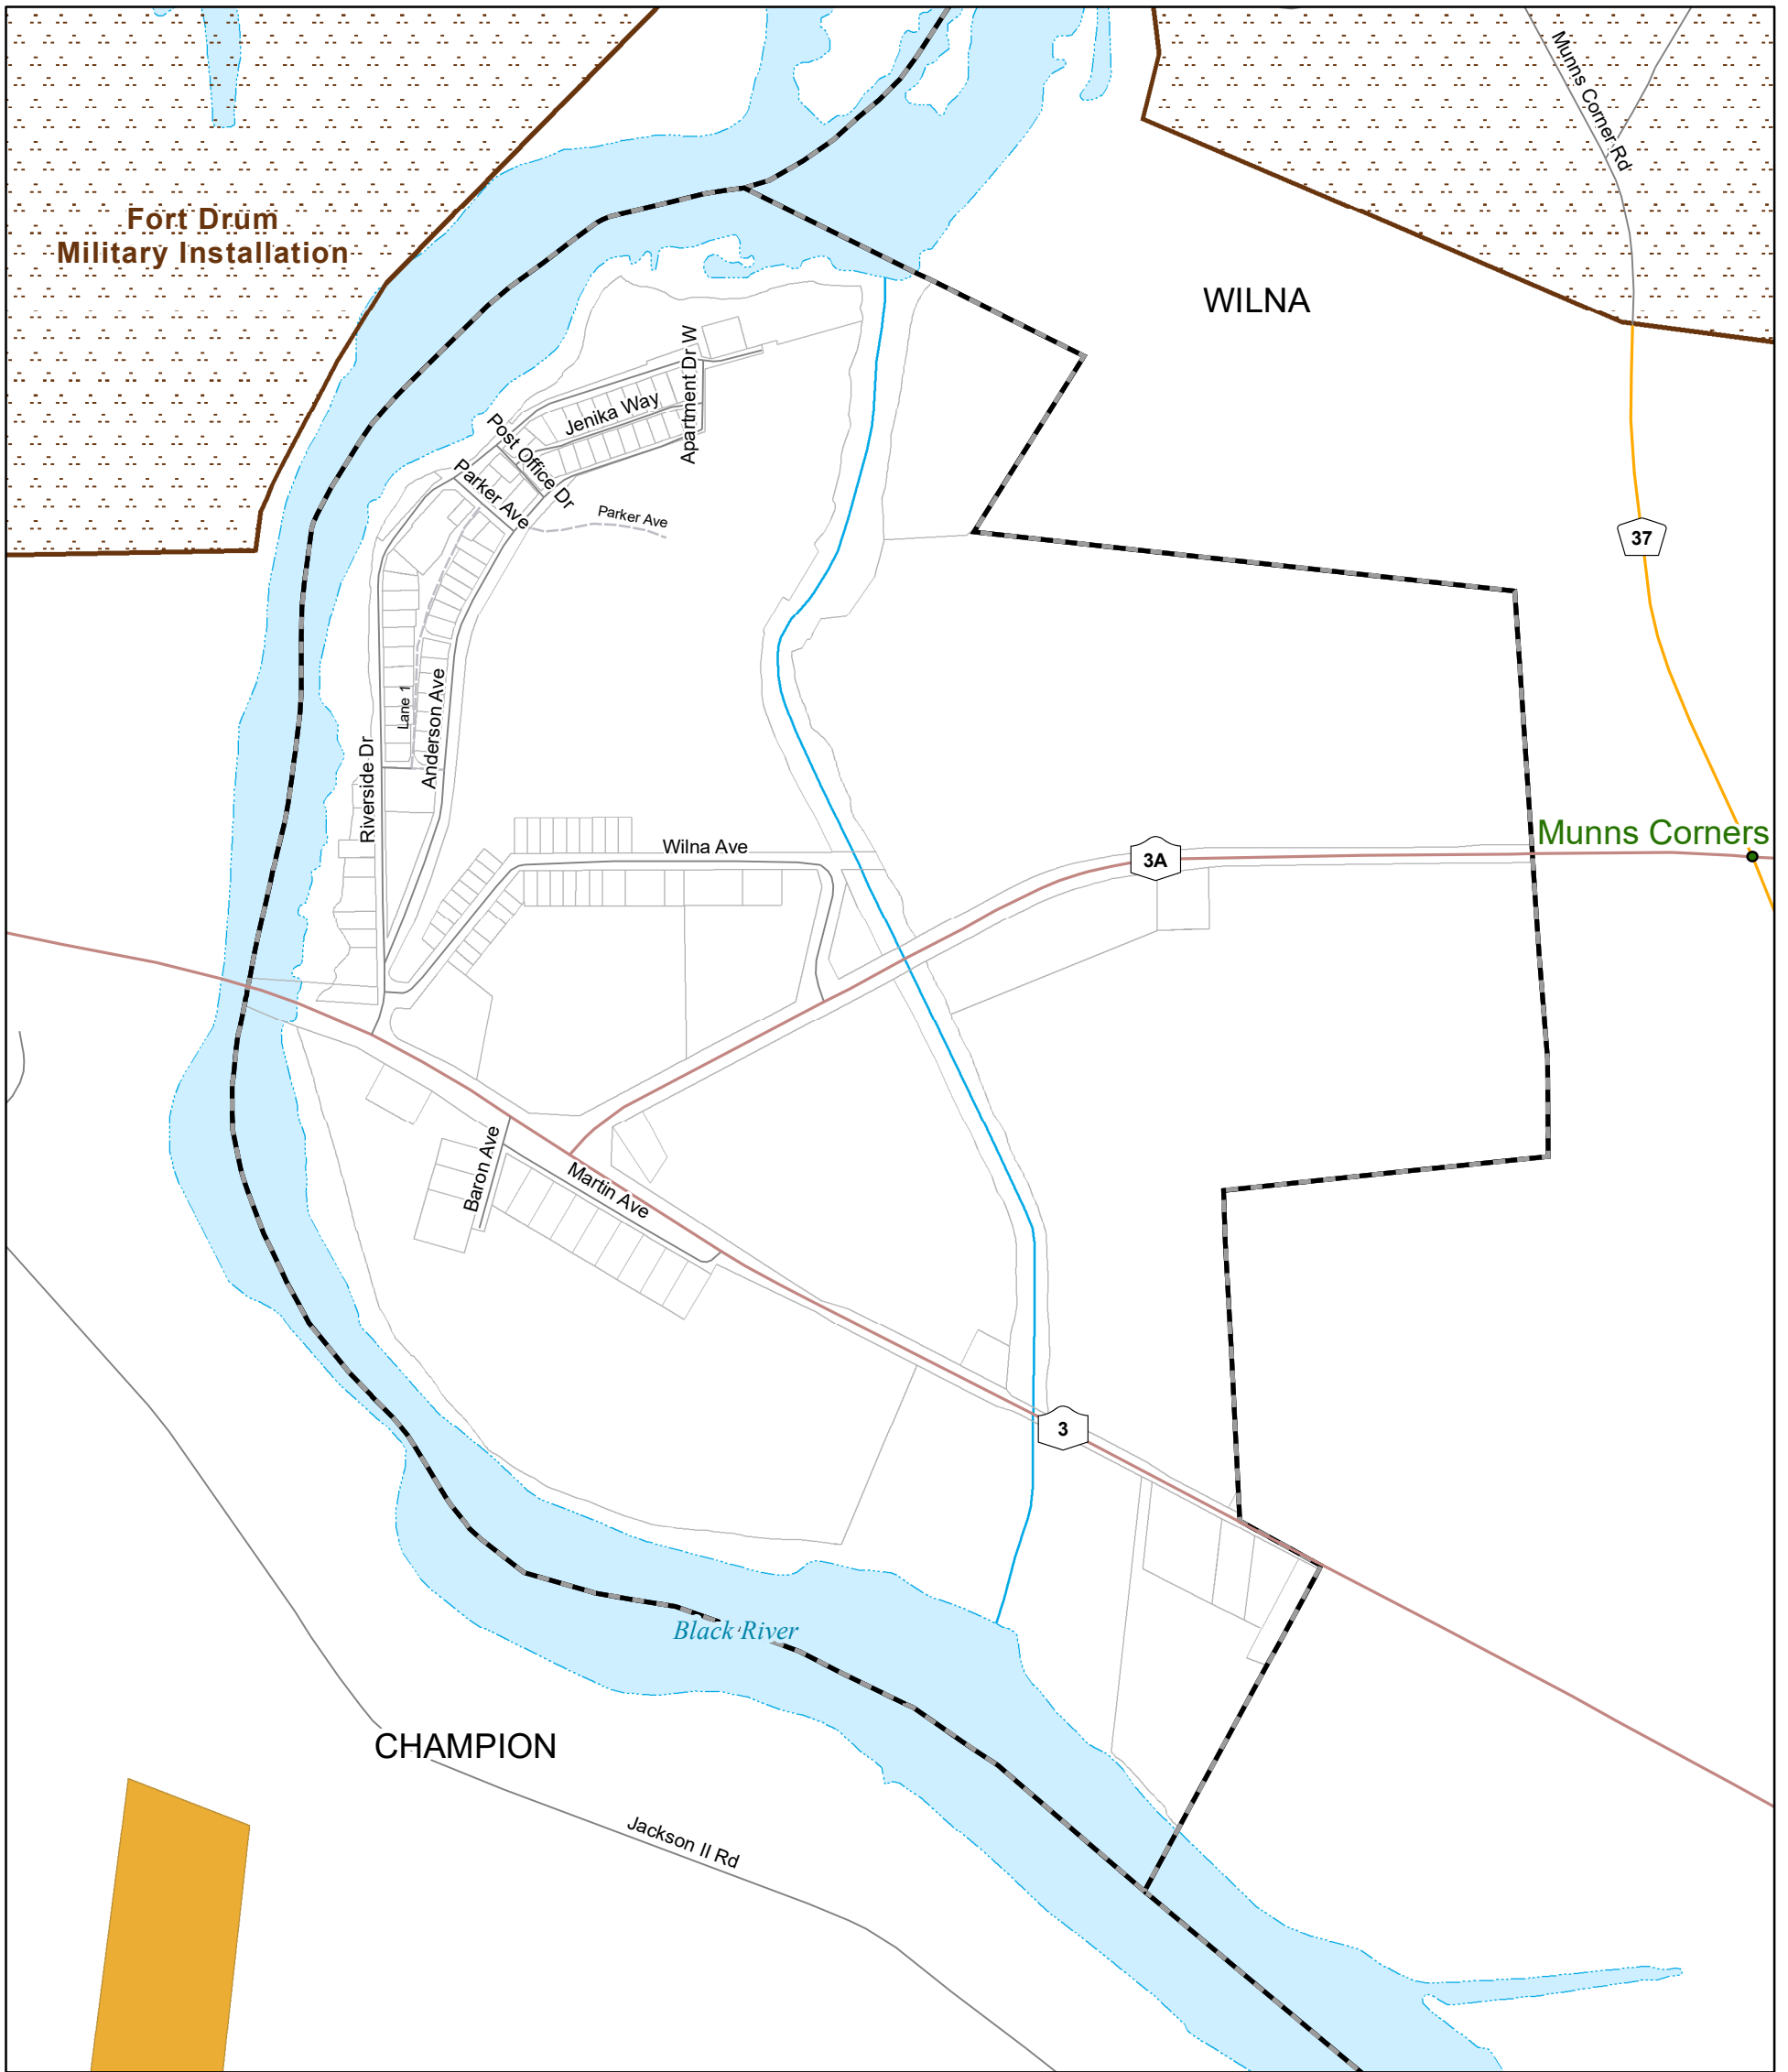 Munns Corner Rd
Fort Drum
Military Installation
WILNA
Apartment Dr W
Jenika Way
Post Office Dr
Parker Ave
Parker Ave
37
Lane 1
Anderson Ave
Riverside Dr
Wilna Ave
3A
Munns Corners
Baron Ave
Martin Ave
3
Black River
CHAMPION
Jackson II Rd